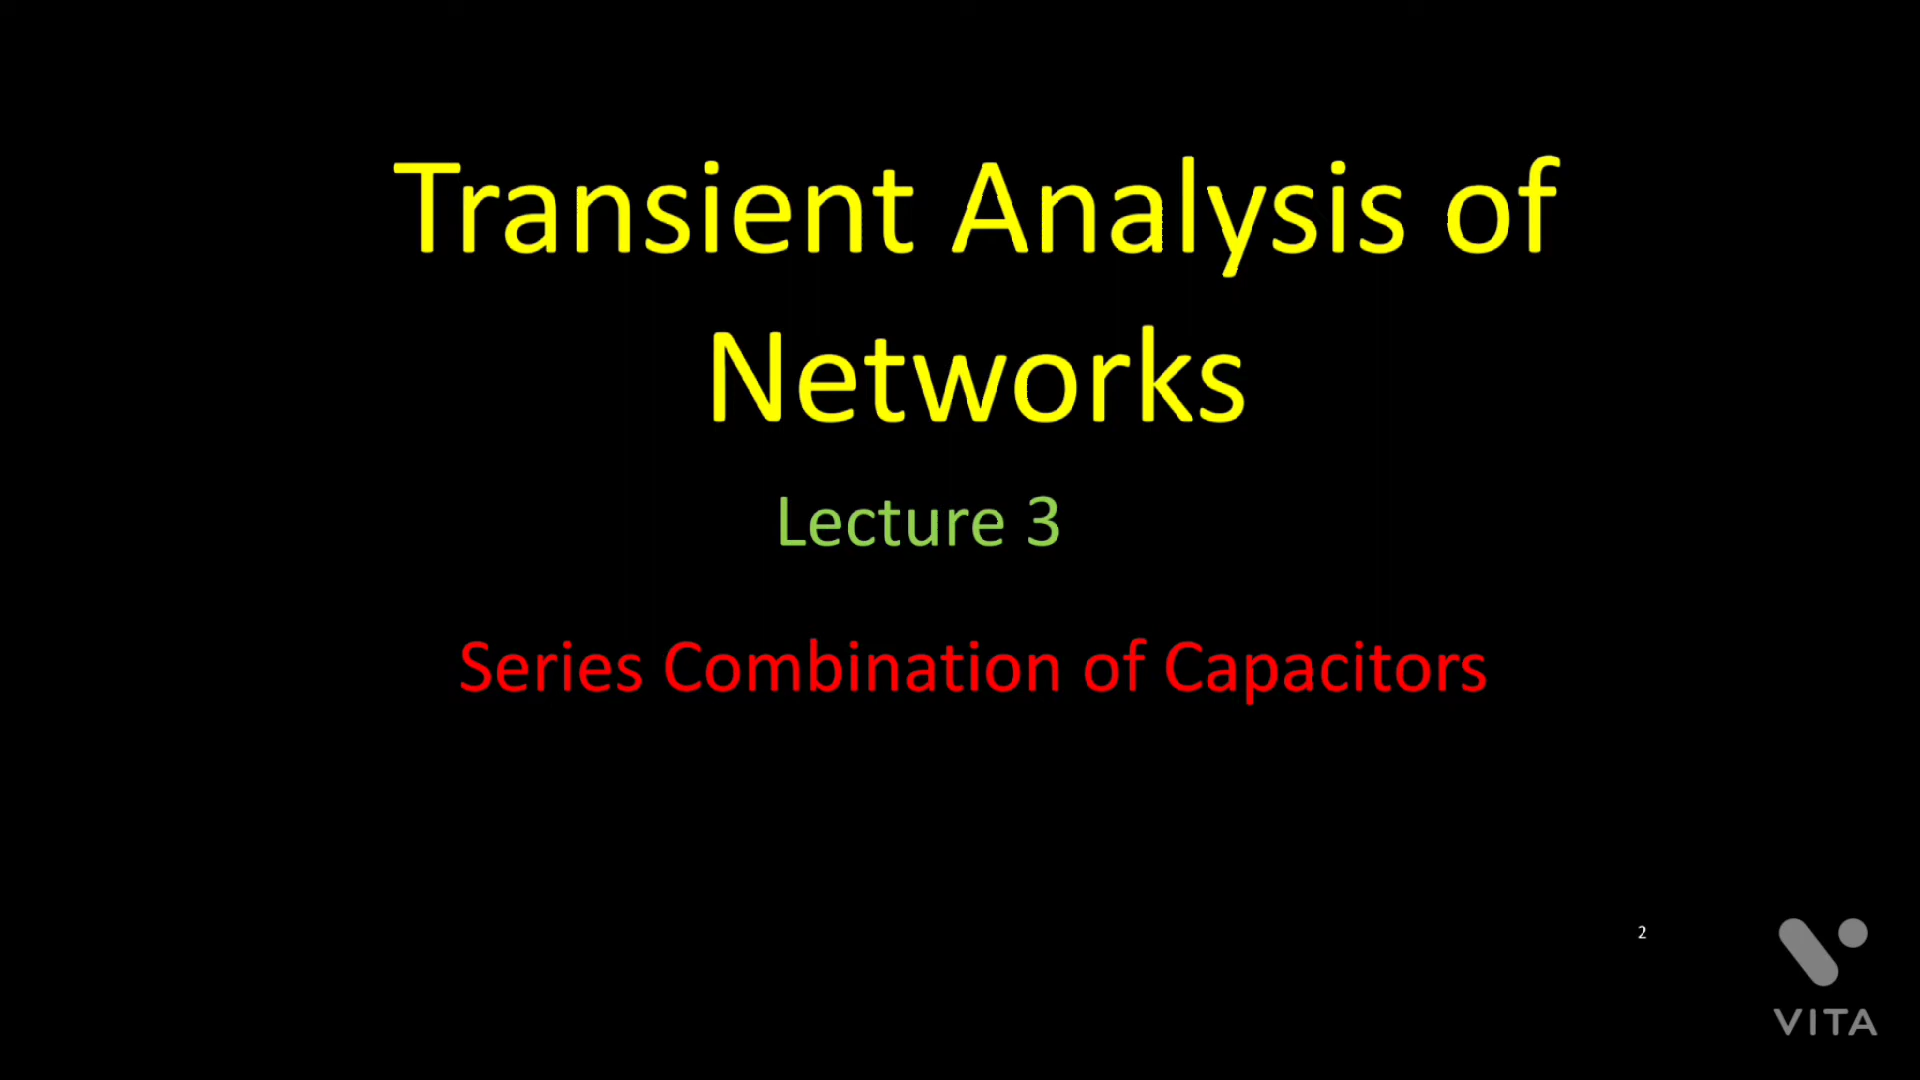 Transient Analysis of
Networks
Lecture 3
Series Combination of Capacitors
2
VITA